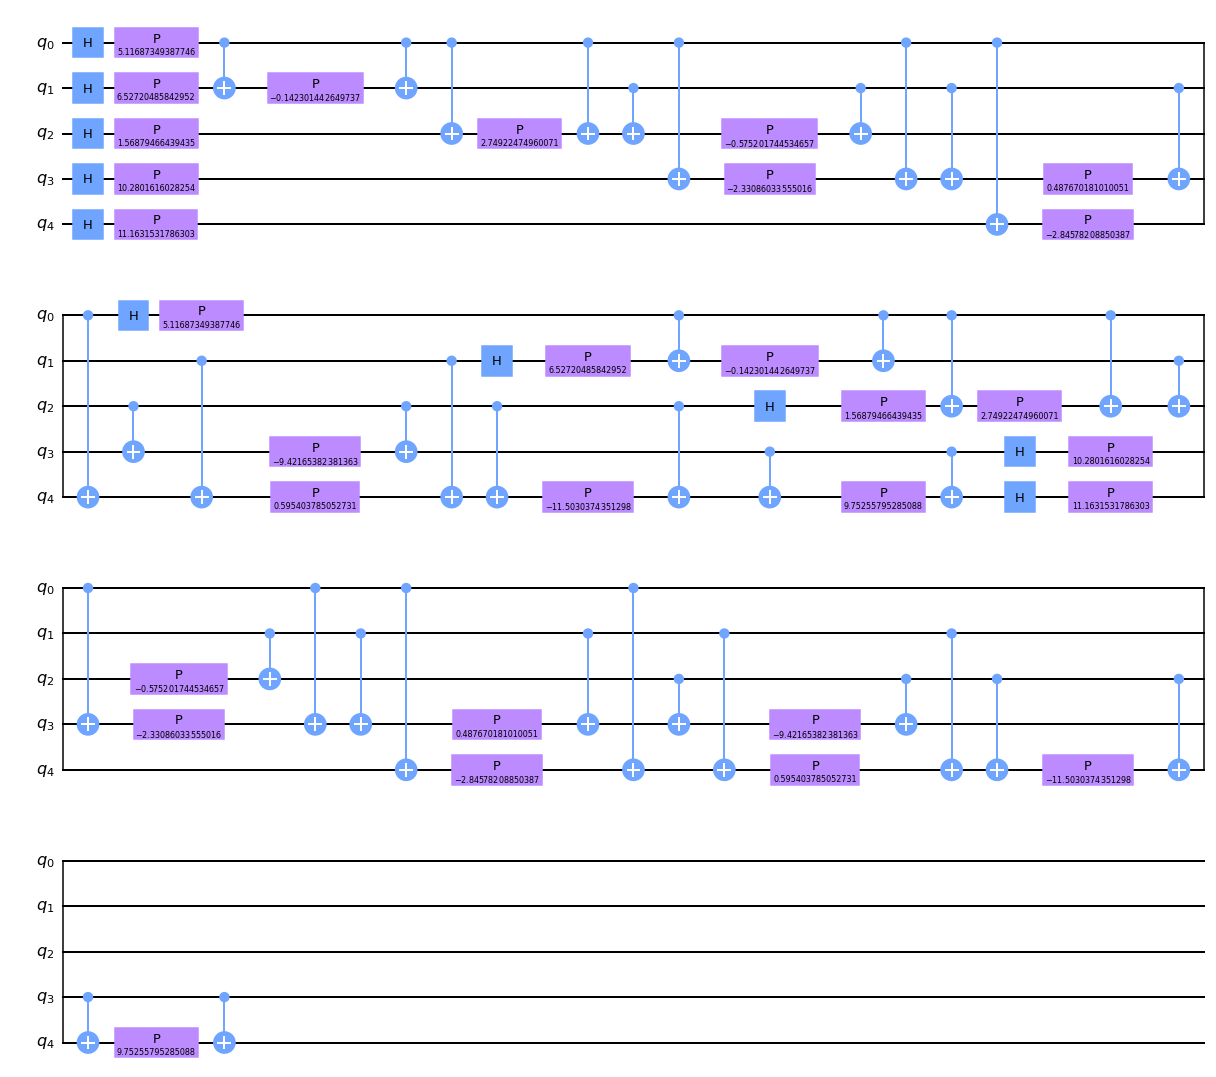 q0 H P 5.11687349387746
q1 H P 6.52720485842952 P −0.142301442649737
q2 H P 1.56879466439435 P 2.74922474960071 P −0.575201744534657
q3 H P 10.2801616028254 P −2.33086033555016 P 0.487670181010051
q4 H P 11.1631531786303 P −2.84578208850387
q0 H P 5.11687349387746
q1 H P 6.52720485842952 P −0.142301442649737
q2 H P 1.56879466439435 P 2.74922474960071
q3 P −9.42165382381363 H P 10.2801616028254
q4 P 0.595403785052731 P −11.5030374351298 P 9.75255795285088 H P 11.1631531786303
q0
q1
q2 P −0.575201744534657
q3 P −2.33086033555016 P 0.487670181010051 P −9.42165382381363
q4 P −2.84578208850387 P 0.595403785052731 P −11.5030374351298
q0
q1
q2
q3
q4 P 9.75255795285088